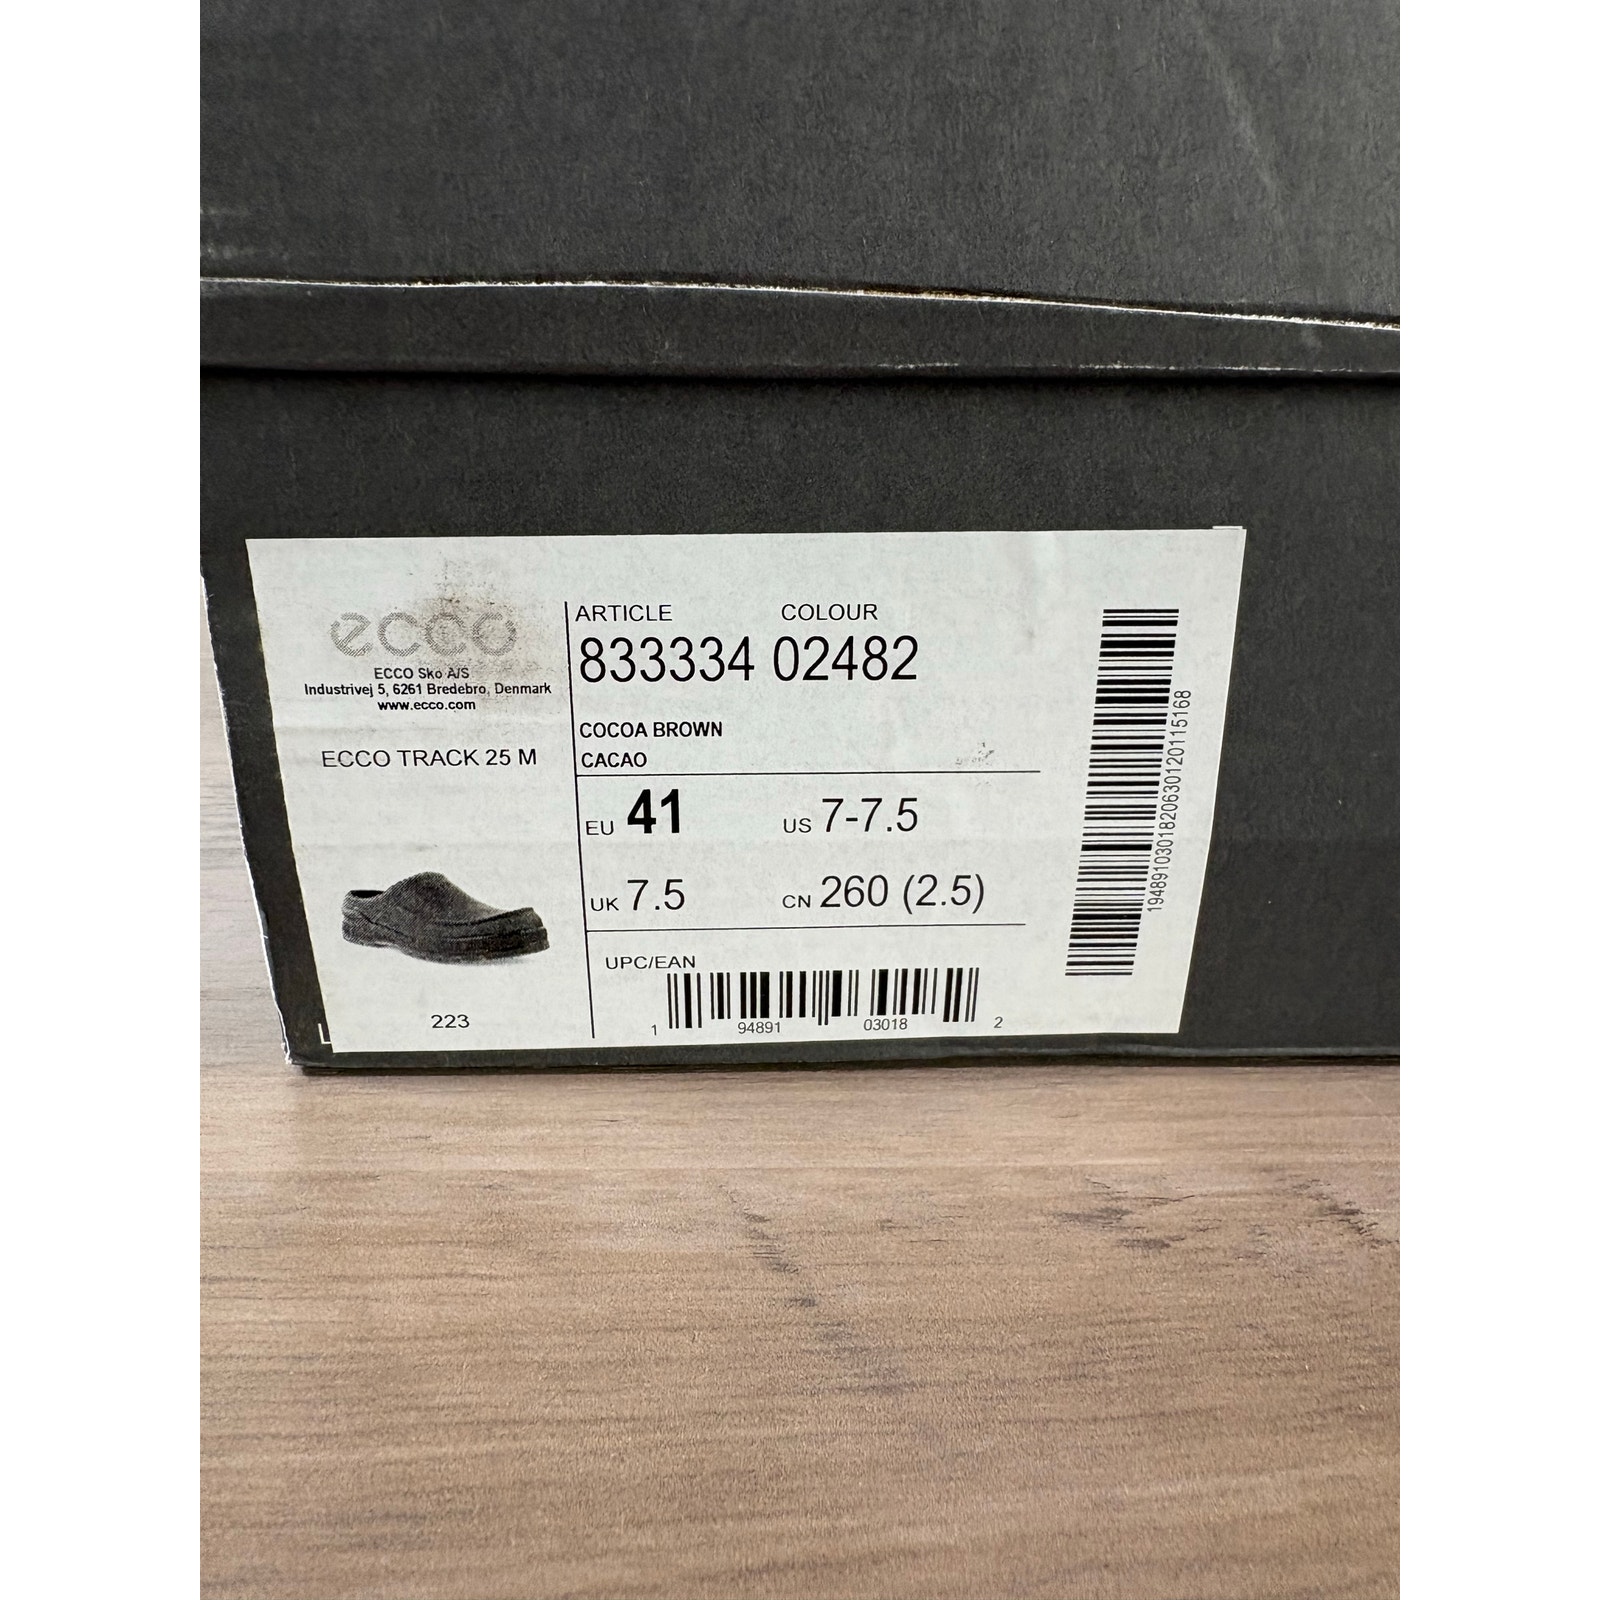 ecco
ECCO Sko A/S
Industrivej 5, 6261 Bredebro, Denmark
www.ecco.com
ECCO TRACK 25 M
223
ARTICLE COLOUR
833334 02482
COCOA BROWN
CACAO
EU 41 US 7-7.5
UK 7.5 CN 260 (2.5)
UPC/EAN
1 94891 03018 2
194891030182063012011​5168